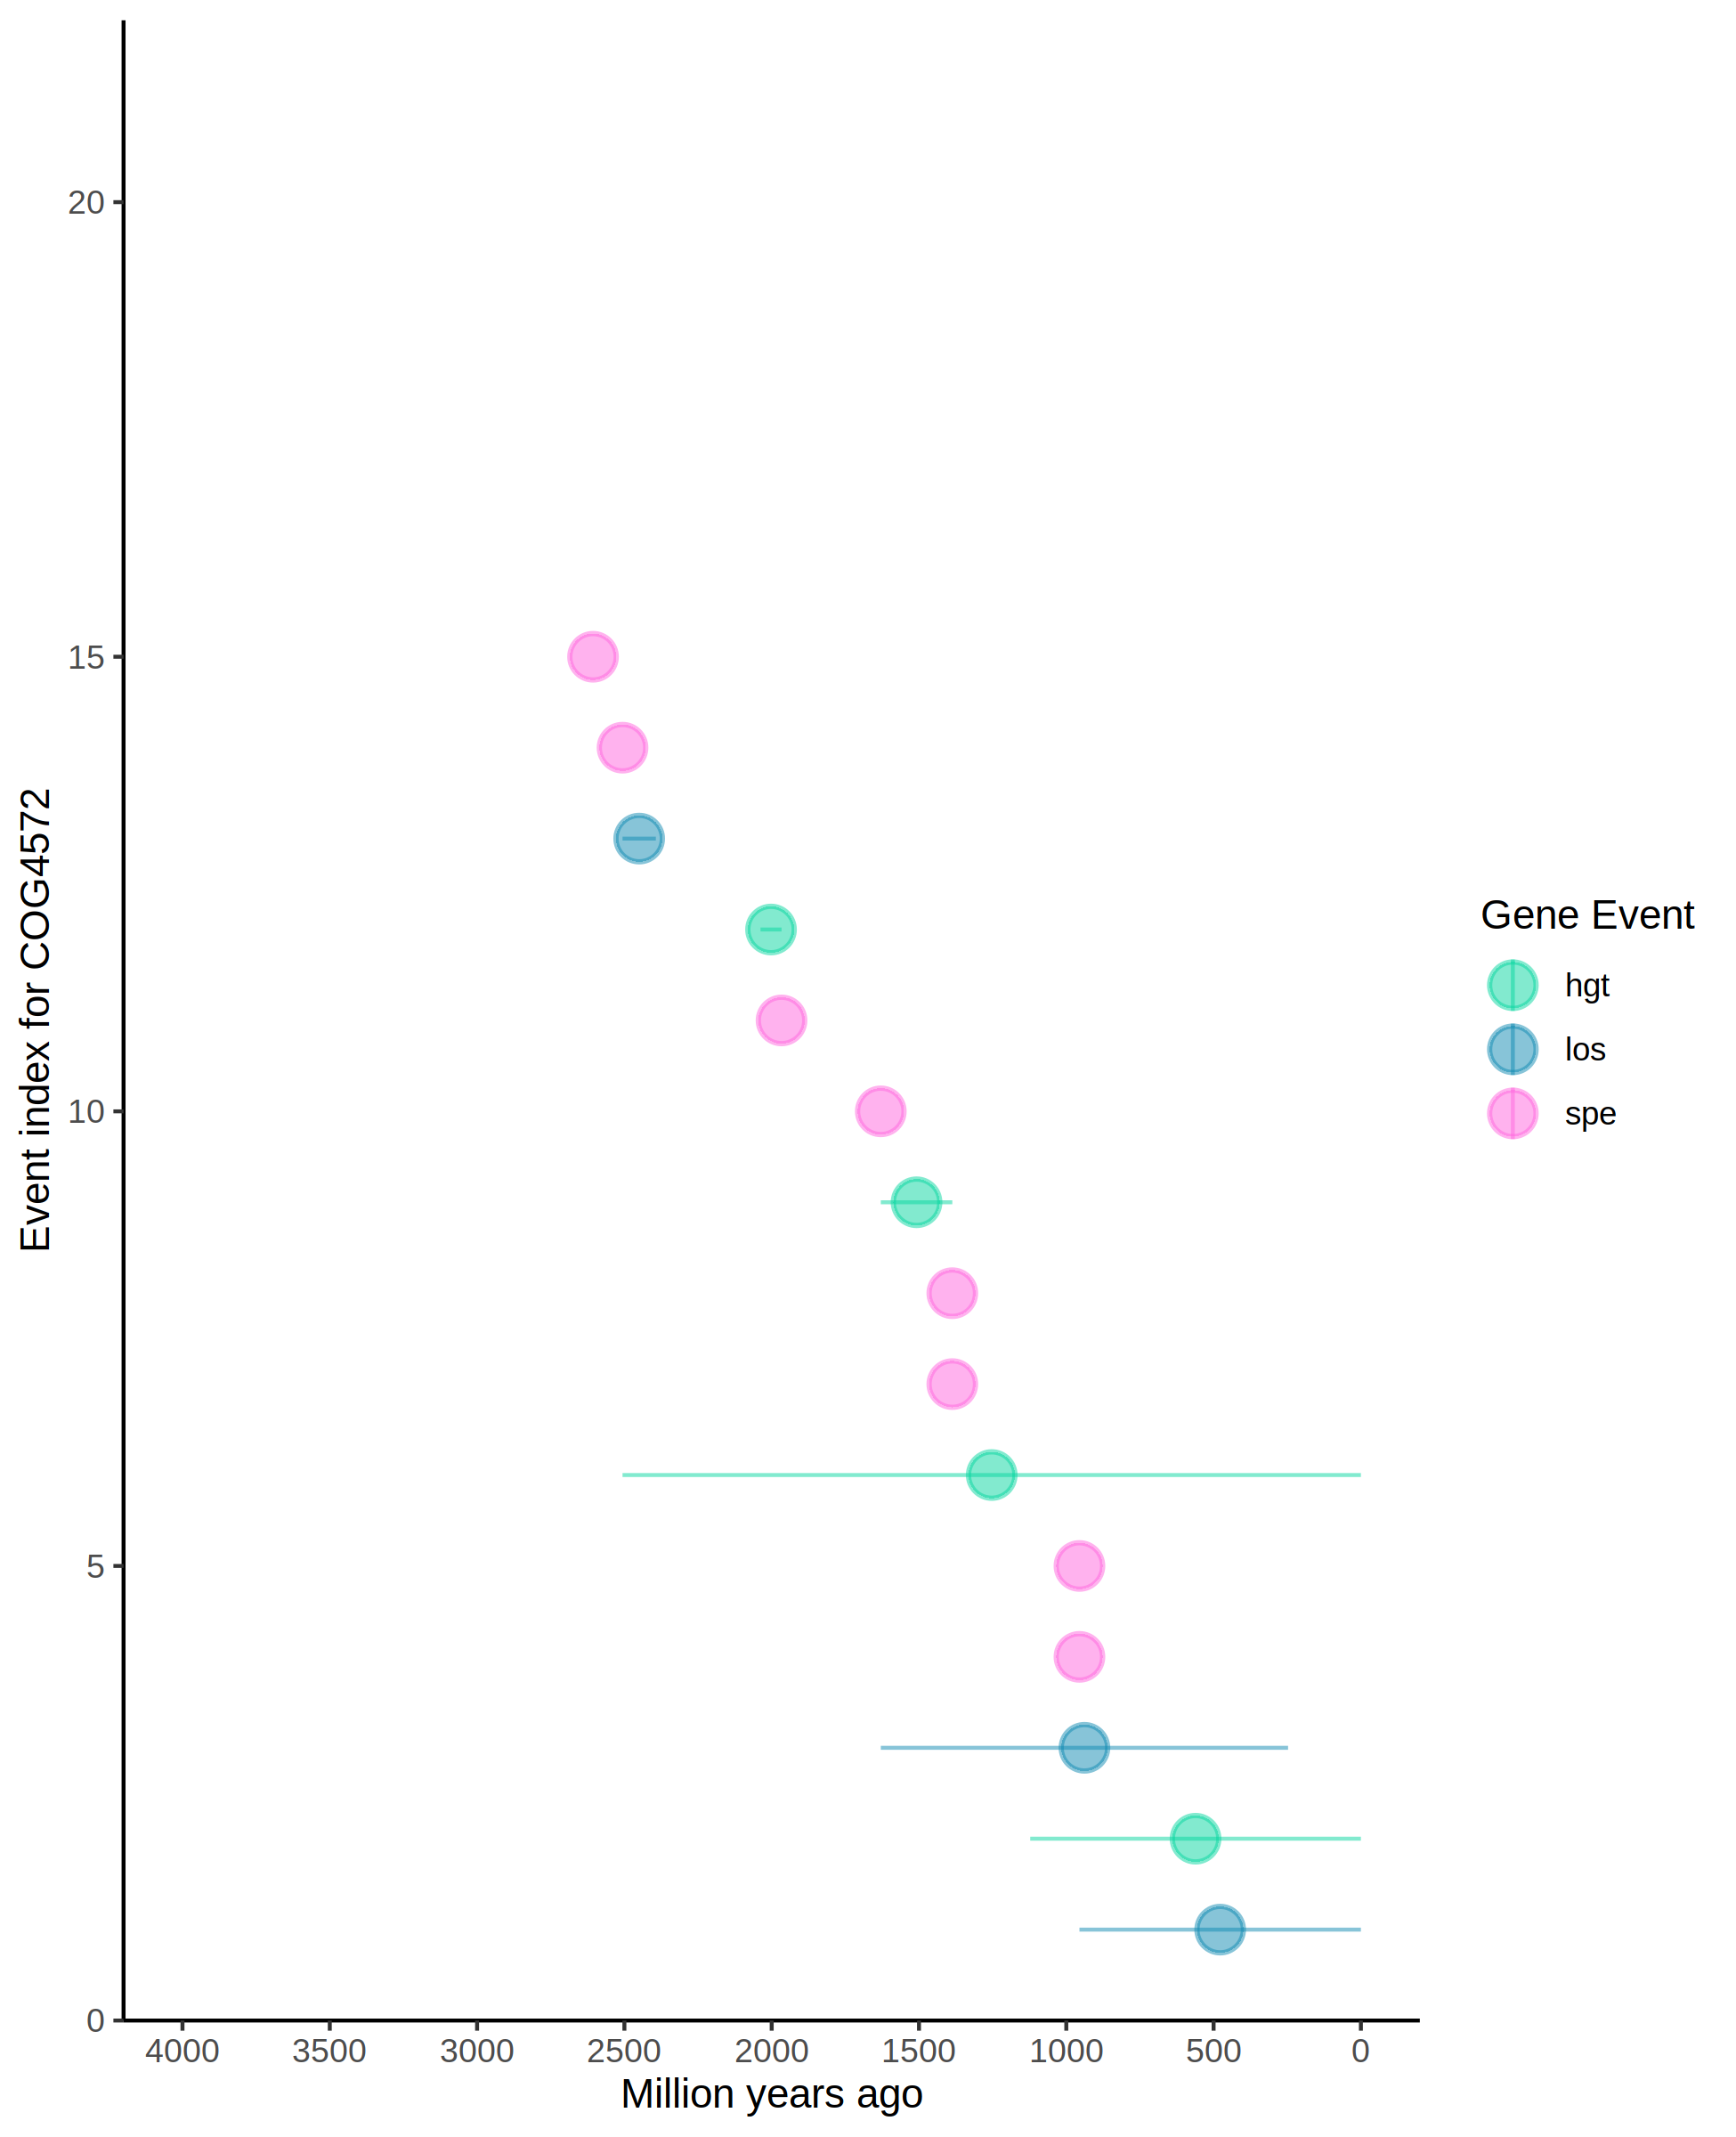 20
15
10
5
0
Event index for COG4572
4000 3500 3000 2500 2000 1500 1000 500 0
Million years ago
Gene Event
hgt
los
spe